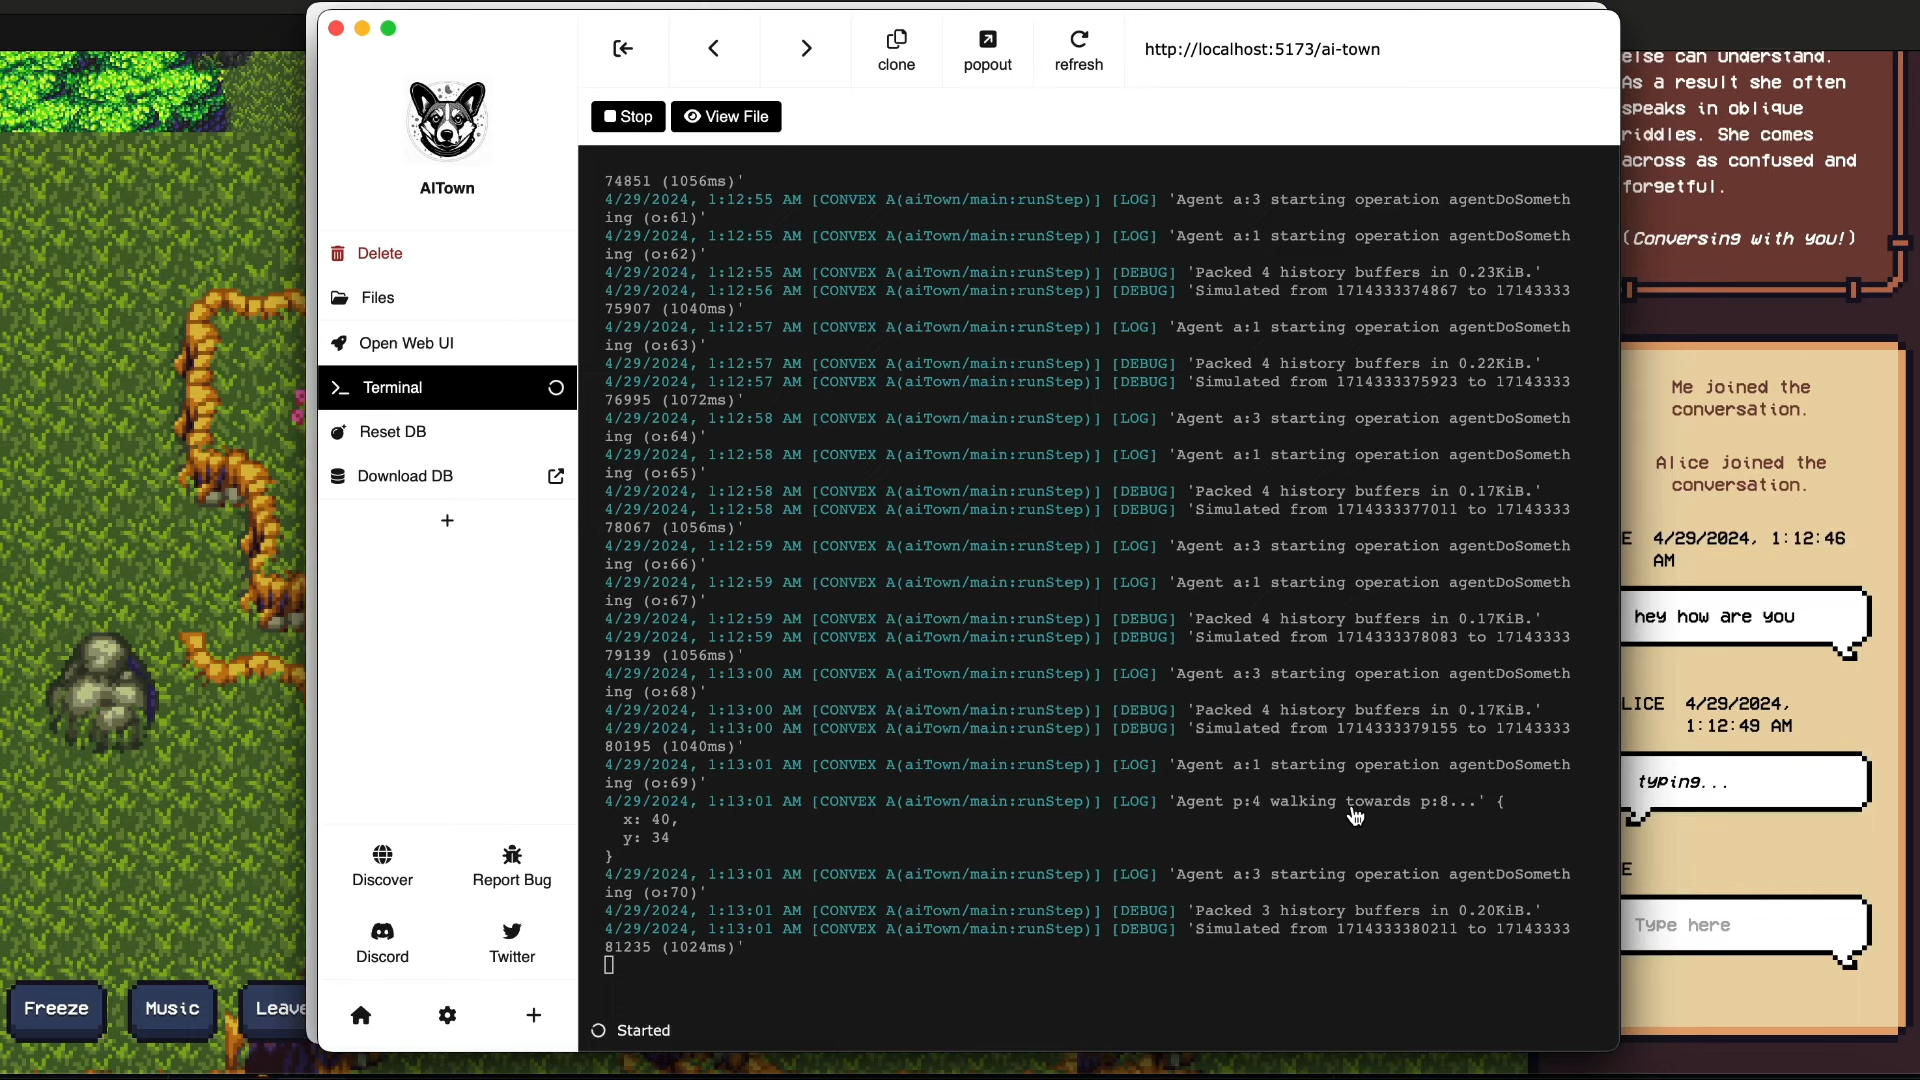 clone
popout
refresh
http://localhost:5173/ai-town
Stop
View File
AITown
Delete
Files
Open Web UI
Terminal
Reset DB
Download DB
Discover
Report Bug
Discord
Twitter
74851 (1056ms)'
4/29/2024, 1:12:55 AM [CONVEX A(aiTown/main:runStep)] [LOG] 'Agent a:3 starting operation agentDoSometh
ing (o:61)'
4/29/2024, 1:12:55 AM [CONVEX A(aiTown/main:runStep)] [LOG] 'Agent a:1 starting operation agentDoSometh
ing (o:62)'
4/29/2024, 1:12:55 AM [CONVEX A(aiTown/main:runStep)] [DEBUG] 'Packed 4 history buffers in 0.23KiB.'
4/29/2024, 1:12:56 AM [CONVEX A(aiTown/main:runStep)] [DEBUG] 'Simulated from 1714333374867 to 17143333
75907 (1040ms)'
4/29/2024, 1:12:57 AM [CONVEX A(aiTown/main:runStep)] [LOG] 'Agent a:1 starting operation agentDoSometh
ing (o:63)'
4/29/2024, 1:12:57 AM [CONVEX A(aiTown/main:runStep)] [DEBUG] 'Packed 4 history buffers in 0.22KiB.'
4/29/2024, 1:12:57 AM [CONVEX A(aiTown/main:runStep)] [DEBUG] 'Simulated from 1714333375923 to 17143333
76995 (1072ms)'
4/29/2024, 1:12:58 AM [CONVEX A(aiTown/main:runStep)] [LOG] 'Agent a:3 starting operation agentDoSometh
ing (o:64)'
4/29/2024, 1:12:58 AM [CONVEX A(aiTown/main:runStep)] [LOG] 'Agent a:1 starting operation agentDoSometh
ing (o:65)'
4/29/2024, 1:12:58 AM [CONVEX A(aiTown/main:runStep)] [DEBUG] 'Packed 4 history buffers in 0.17KiB.'
4/29/2024, 1:12:58 AM [CONVEX A(aiTown/main:runStep)] [DEBUG] 'Simulated from 1714333377011 to 17143333
78067 (1056ms)'
4/29/2024, 1:12:59 AM [CONVEX A(aiTown/main:runStep)] [LOG] 'Agent a:3 starting operation agentDoSometh
ing (o:66)'
4/29/2024, 1:12:59 AM [CONVEX A(aiTown/main:runStep)] [LOG] 'Agent a:1 starting operation agentDoSometh
ing (o:67)'
4/29/2024, 1:12:59 AM [CONVEX A(aiTown/main:runStep)] [DEBUG] 'Packed 4 history buffers in 0.17KiB.'
4/29/2024, 1:12:59 AM [CONVEX A(aiTown/main:runStep)] [DEBUG] 'Simulated from 1714333378083 to 17143333
79139 (1056ms)'
4/29/2024, 1:13:00 AM [CONVEX A(aiTown/main:runStep)] [LOG] 'Agent a:3 starting operation agentDoSometh
ing (o:68)'
4/29/2024, 1:13:00 AM [CONVEX A(aiTown/main:runStep)] [DEBUG] 'Packed 4 history buffers in 0.17KiB.'
4/29/2024, 1:13:00 AM [CONVEX A(aiTown/main:runStep)] [DEBUG] 'Simulated from 1714333379155 to 17143333
80195 (1040ms)'
4/29/2024, 1:13:01 AM [CONVEX A(aiTown/main:runStep)] [LOG] 'Agent a:1 starting operation agentDoSometh
ing (o:69)'
4/29/2024, 1:13:01 AM [CONVEX A(aiTown/main:runStep)] [LOG] 'Agent p:4 walking towards p:8...' {
x: 40,
y: 34
}
4/29/2024, 1:13:01 AM [CONVEX A(aiTown/main:runStep)] [LOG] 'Agent a:3 starting operation agentDoSometh
ing (o:70)'
4/29/2024, 1:13:01 AM [CONVEX A(aiTown/main:runStep)] [DEBUG] 'Packed 3 history buffers in 0.20KiB.'
4/29/2024, 1:13:01 AM [CONVEX A(aiTown/main:runStep)] [DEBUG] 'Simulated from 1714333380211 to 17143333
81235 (1024ms)'
Started
Freeze
Music
Leave
else can understand.
As a result she often
speaks in oblique
riddles. She comes
across as confused and
forgetful.
(Conversing with you!)
Me joined the
conversation.
Alice joined the
conversation.
E 4/29/2024, 1:12:46
AM
hey how are you
LICE 4/29/2024,
1:12:49 AM
typing...
E
Type here